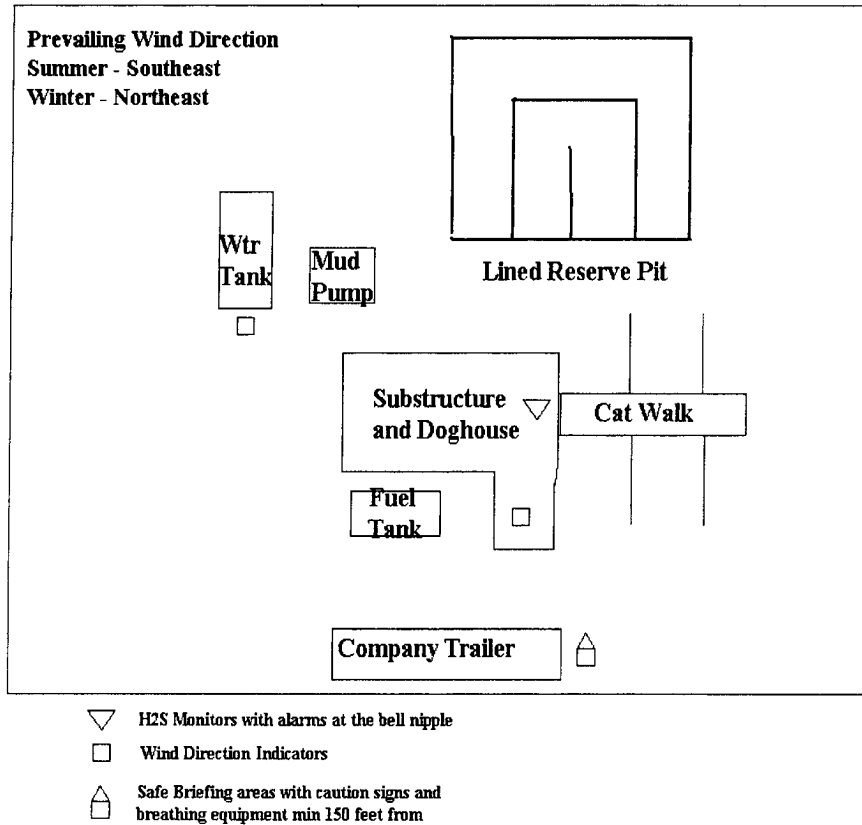 Prevailing Wind Direction
Summer - Southeast
Winter - Northeast
Wtr
Tank
Mud
Pump
Lined Reserve Pit
Substructure
and Doghouse
Cat Walk
Fuel
Tank
Company Trailer
H2S Monitors with alarms at the bell nipple
Wind Direction Indicators
Safe Briefing areas with caution signs and
breathing equipment min 150 feet from